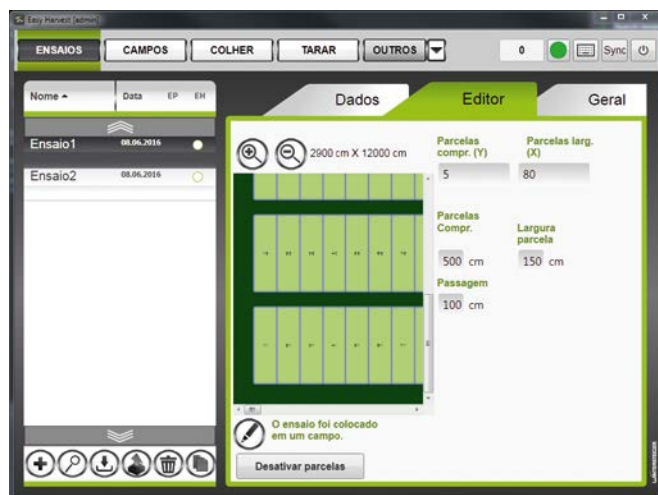 Easy Harvest [admin]
ENSAIOS
CAMPOS
COLHER
TARAR
OUTROS
0
Sync
Nome
Data
EP
EH
Dados
Editor
Geral
Ensaio1
08.06.2016
Ensaio2
08.06.2016
2900 cm X 12000 cm
Parcelas
compr. (Y)
Parcelas larg.
(X)
5
80
Parcelas
Compr.
Largura
parcela
500 cm
150 cm
Passagem
100 cm
O ensaio foi colocado
em um campo.
Desativar parcelas